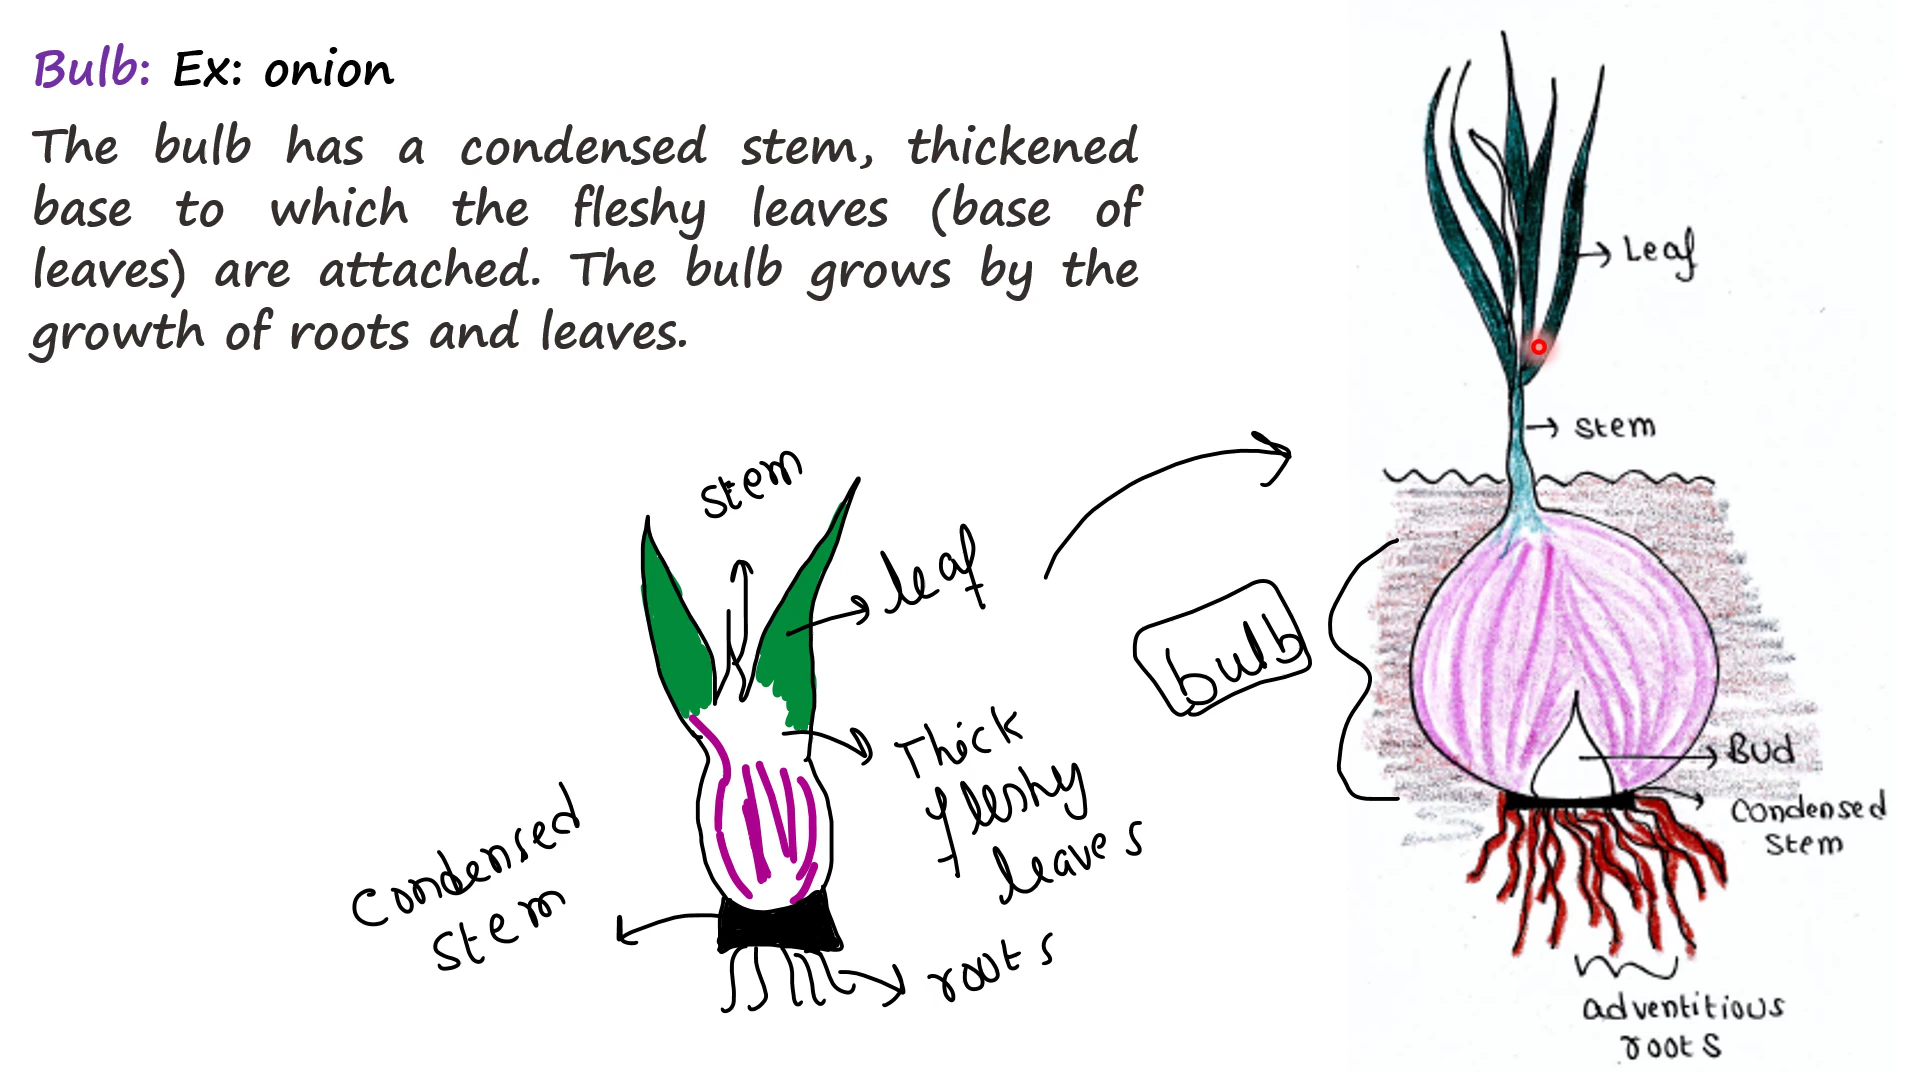 Bulb: Ex: onion
The bulb has a condensed stem, thickened
base to which the fleshy leaves (base of
leaves) are attached. The bulb grows by the
growth of roots and leaves.
stem
leaf
Thick
fleshy
leaves
Condensed
stem
roots
bulb
Leaf
Stem
Bud
Condensed
Stem
adventitious
roots